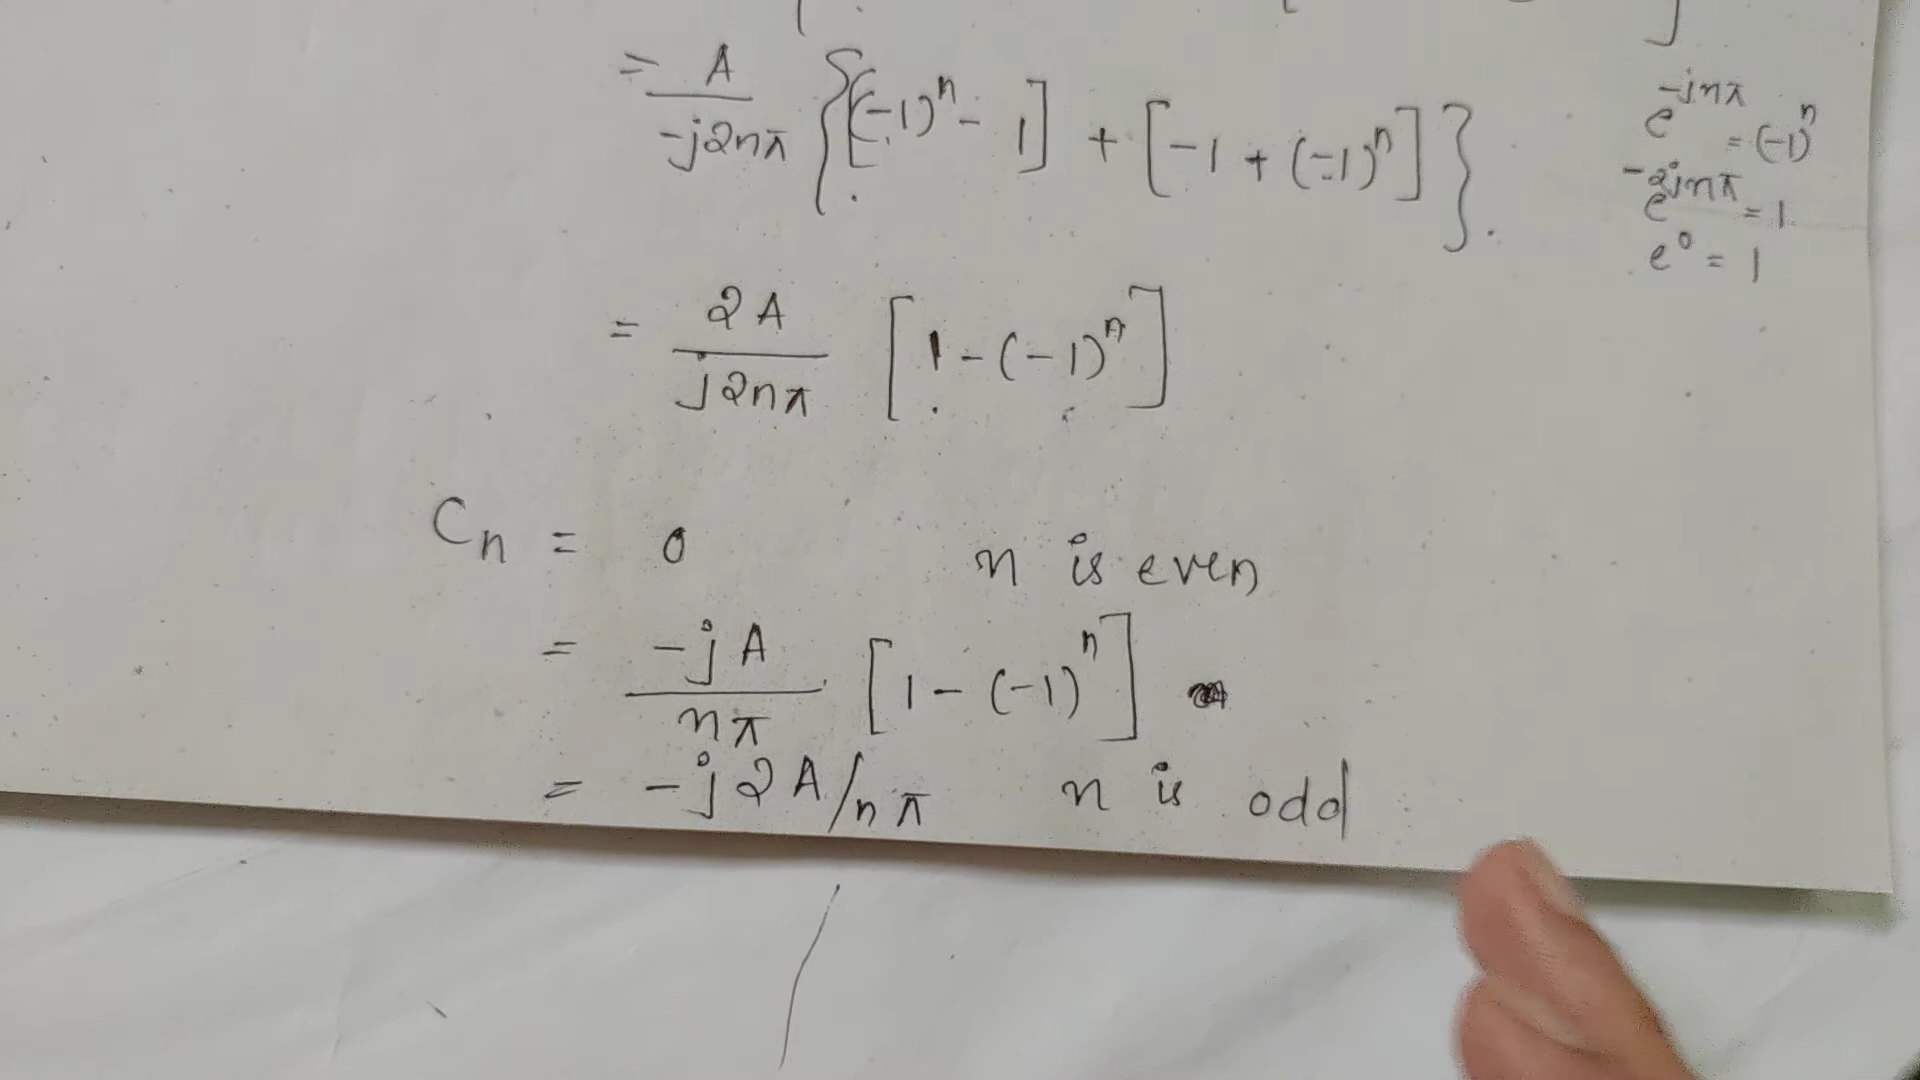 = A / -j2nπ {[(-1)^n - 1] + [-1 + (-1)^n]}.
e^-jnπ = (-1)^n
e^-2jnπ = 1
e^0 = 1
= 2A / j2nπ [1 - (-1)^n]
Cn = 0 n is even
= -jA / nπ [1 - (-1)^n]
= -j2A/nπ n is odd